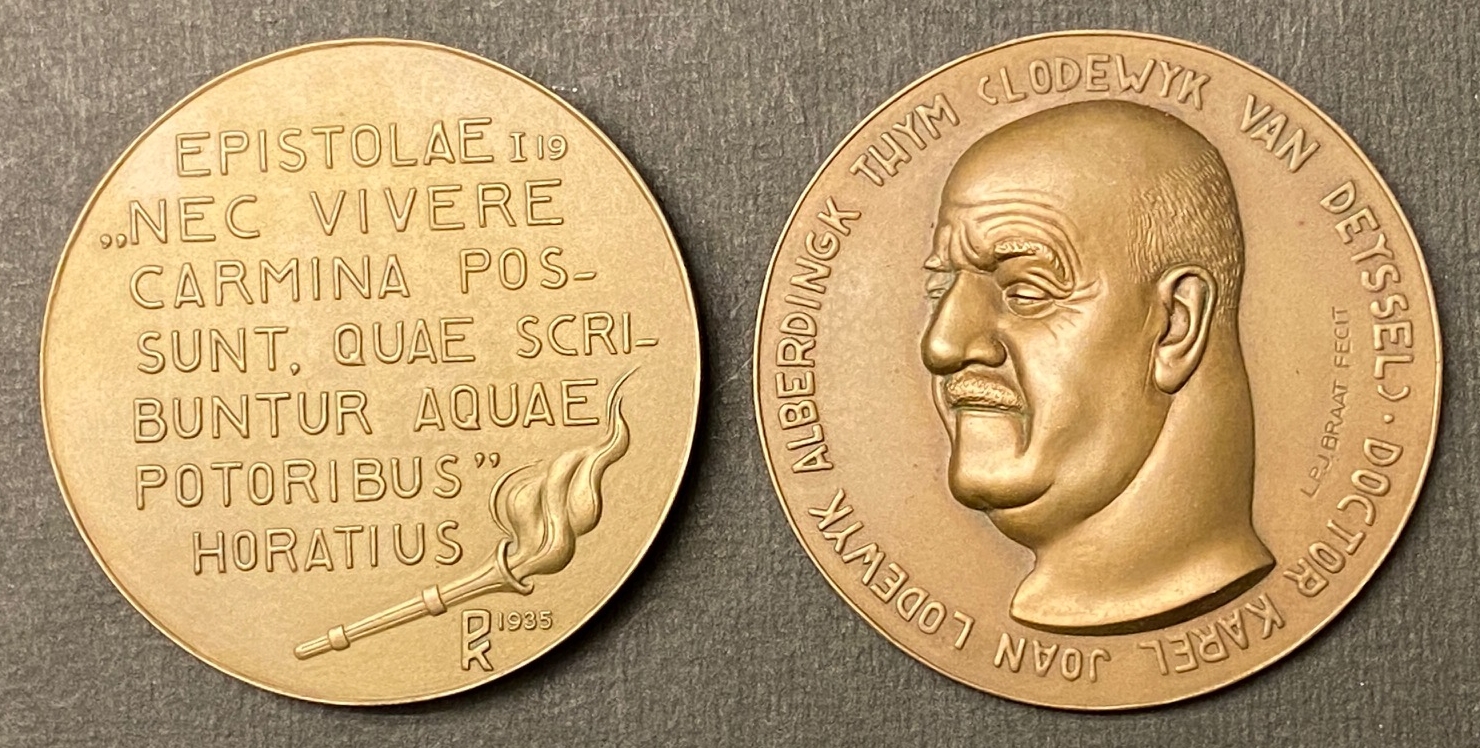 EPISTOLAE I 19
„NEC VIVERE
CARMINA POS-
SUNT, QUAE SCRI-
BUNTUR AQUAE
POTORIBUS”
HORATIUS
PK 1935
DOCTOR KAREL JOAN LODEWYK ALBERDINGK THYM (LODEWYK VAN DEYSSEL) ·
L.P.J. BRAAT FECIT